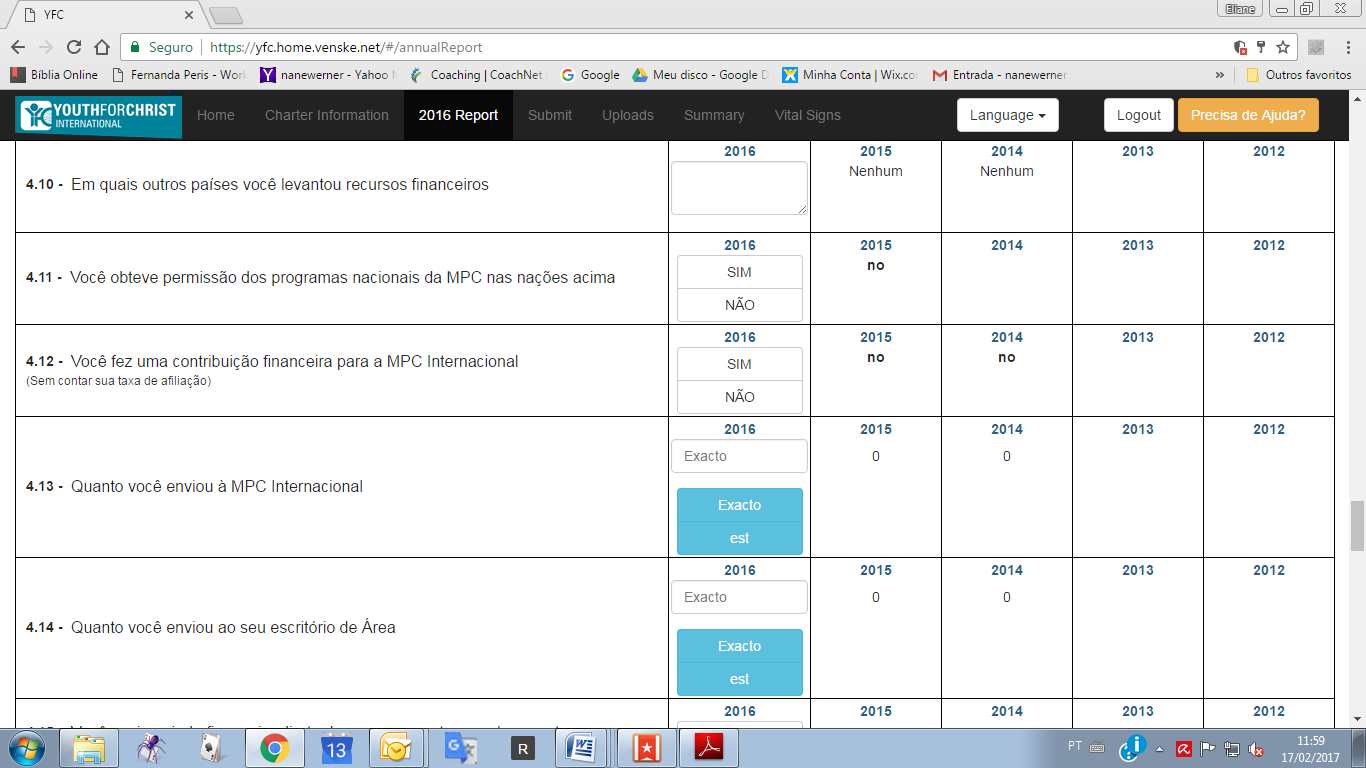 YFC
Eliane
Seguro https://yfc.home.venske.net/#/annualReport
Bíblia Online Fernanda Peris - Work nanewerner - Yahoo M Coaching | CoachNet Google Meu disco - Google D Minha Conta | Wix.co Entrada - nanewerner » Outros favoritos
YOUTHFORCHRIST
INTERNATIONAL
Home Charter Information 2016 Report Submit Uploads Summary Vital Signs Language Logout Precisa de Ajuda?
2016 2015 2014 2013 2012
Nenhum Nenhum
4.10 - Em quais outros países você levantou recursos financeiros
2016 2015 2014 2013 2012
no
SIM
4.11 - Você obteve permissão dos programas nacionais da MPC nas nações acima
NÃO
2016 2015 2014 2013 2012
no no
4.12 - Você fez uma contribuição financeira para a MPC Internacional
SIM
(Sem contar sua taxa de afiliação)
NÃO
2016 2015 2014 2013 2012
Exacto 0 0
4.13 - Quanto você enviou à MPC Internacional
Exacto
est
2016 2015 2014 2013 2012
Exacto 0 0
4.14 - Quanto você enviou ao seu escritório de Área
Exacto
est
2016 2015 2014 2013 2012
13
R
PT
11:59
17/02/2017